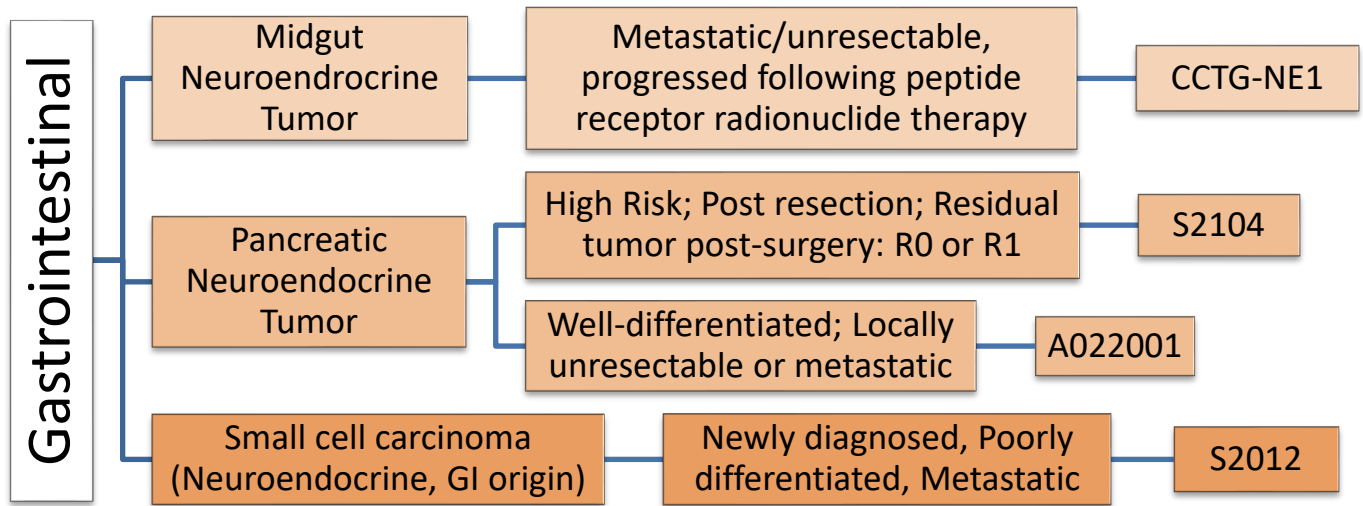 Gastrointestinal
Midgut
Neuroendrocrine
Tumor
Metastatic/unresectable,
progressed following peptide
receptor radionuclide therapy
CCTG-NE1
Pancreatic
Neuroendocrine
Tumor
High Risk; Post resection; Residual
tumor post-surgery: R0 or R1
S2104
Well-differentiated; Locally
unresectable or metastatic
A022001
Small cell carcinoma
(Neuroendocrine, GI origin)
Newly diagnosed, Poorly
differentiated, Metastatic
S2012